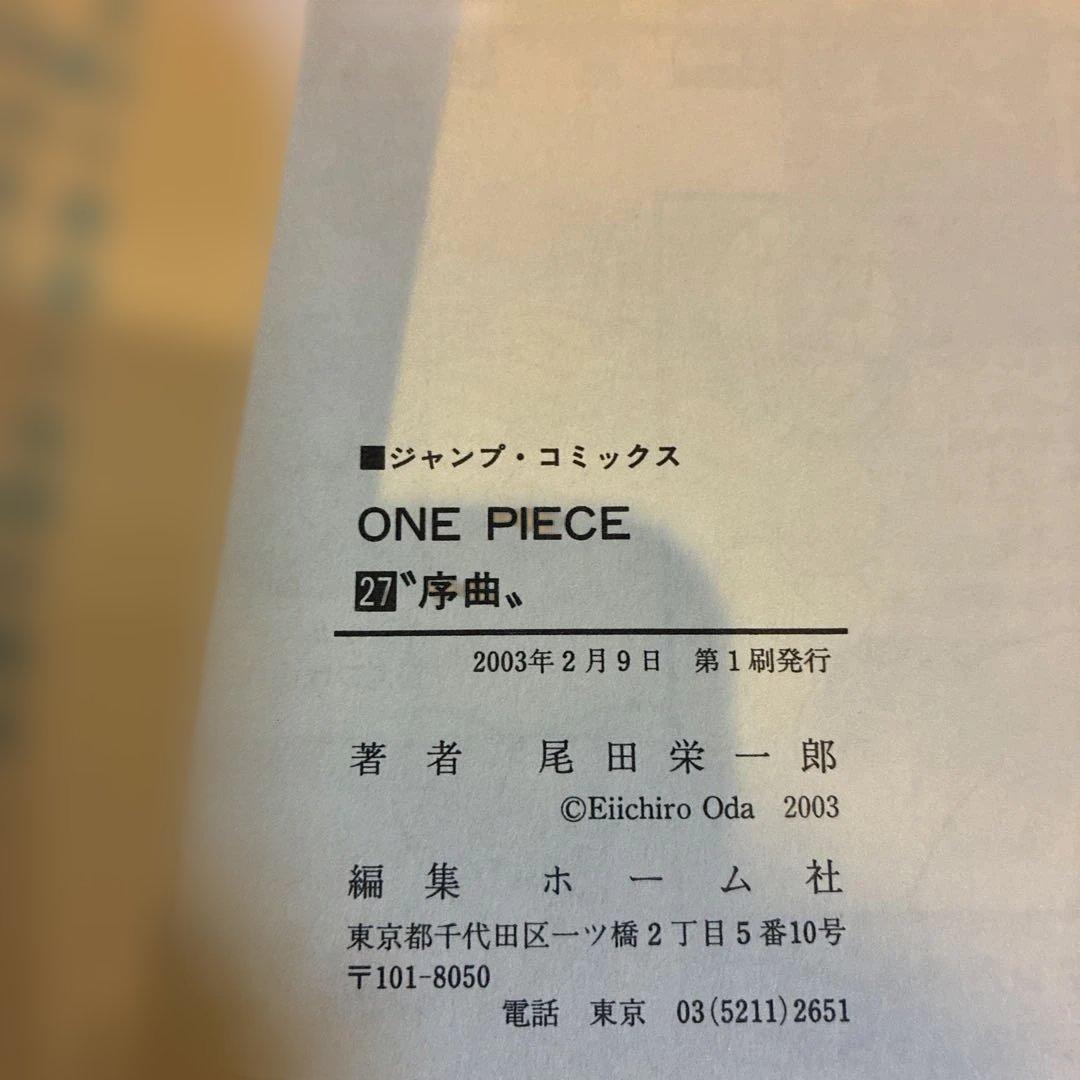 ■ジャンプ・コミックス
ONE PIECE
27〝序曲〟
2003年2月9日 第1刷発行
著者 尾田栄一郎
©Eiichiro Oda 2003
編集 ホーム社
東京都千代田区一ツ橋2丁目5番10号
〒101-8050
電話 東京 03(5211)2651